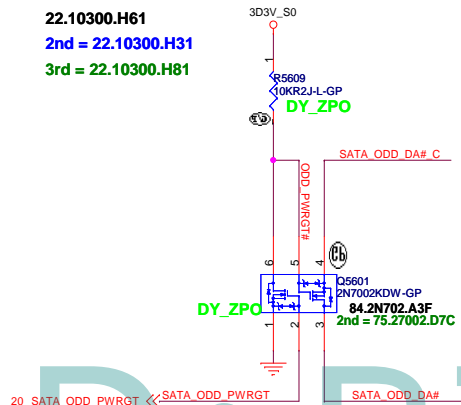 22.10300.H61
2nd = 22.10300.H31
3rd = 22.10300.H81
3D3V_S0
1
R5609
10KR2J-L-GP
DY_ZPO
SATA_ODD_DA#_C
ODD_PWRGT#
6
5
4
Q5601
2N7002KDW-GP
84.2N702.A3F
2nd = 75.27002.D7C
DY_ZPO
1
2
3
20 SATA_ODD_PWRGT
SATA_ODD_PWRGT
SATA_ODD_DA#